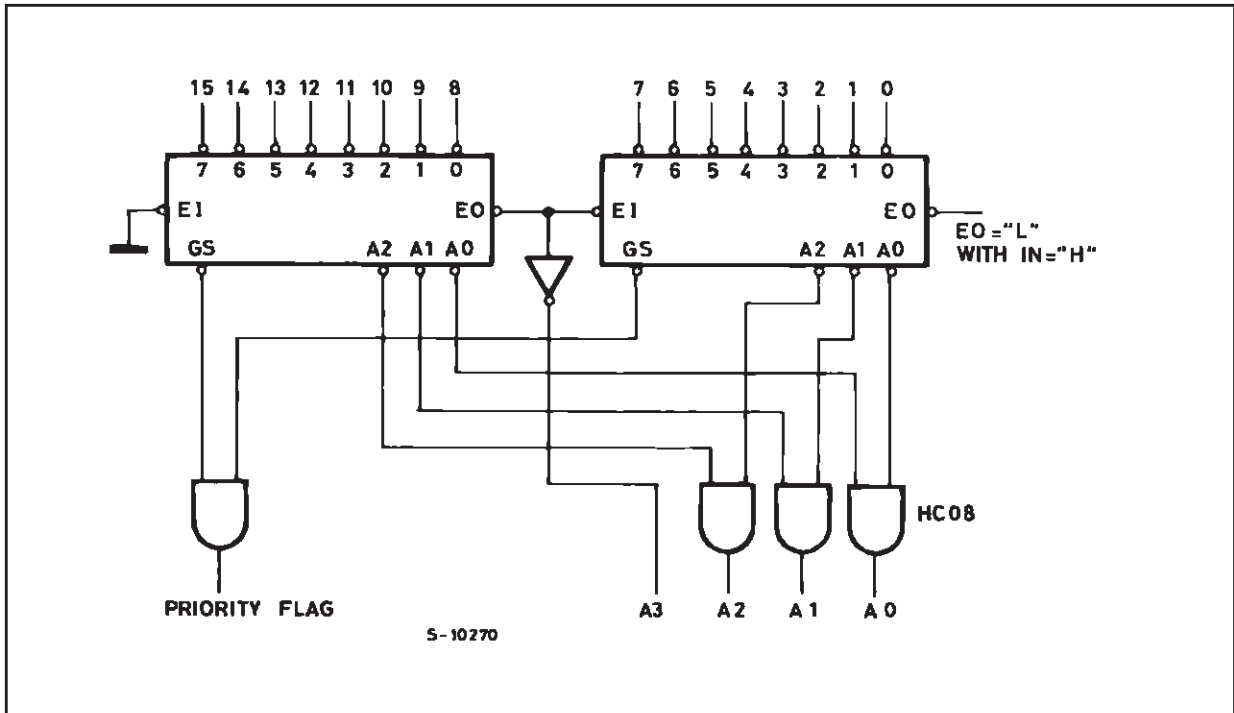 15 14 13 12 11 10 9 8
7 6 5 4 3 2 1 0
7 6 5 4 3 2 1 0
7 6 5 4 3 2 1 0
EI
EO
EI
EO
GS
A2 A1 A0
GS
A2 A1 A0
EO="L"
WITH IN="H"
HC08
PRIORITY FLAG
A3
A2
A1
A0
S-10270